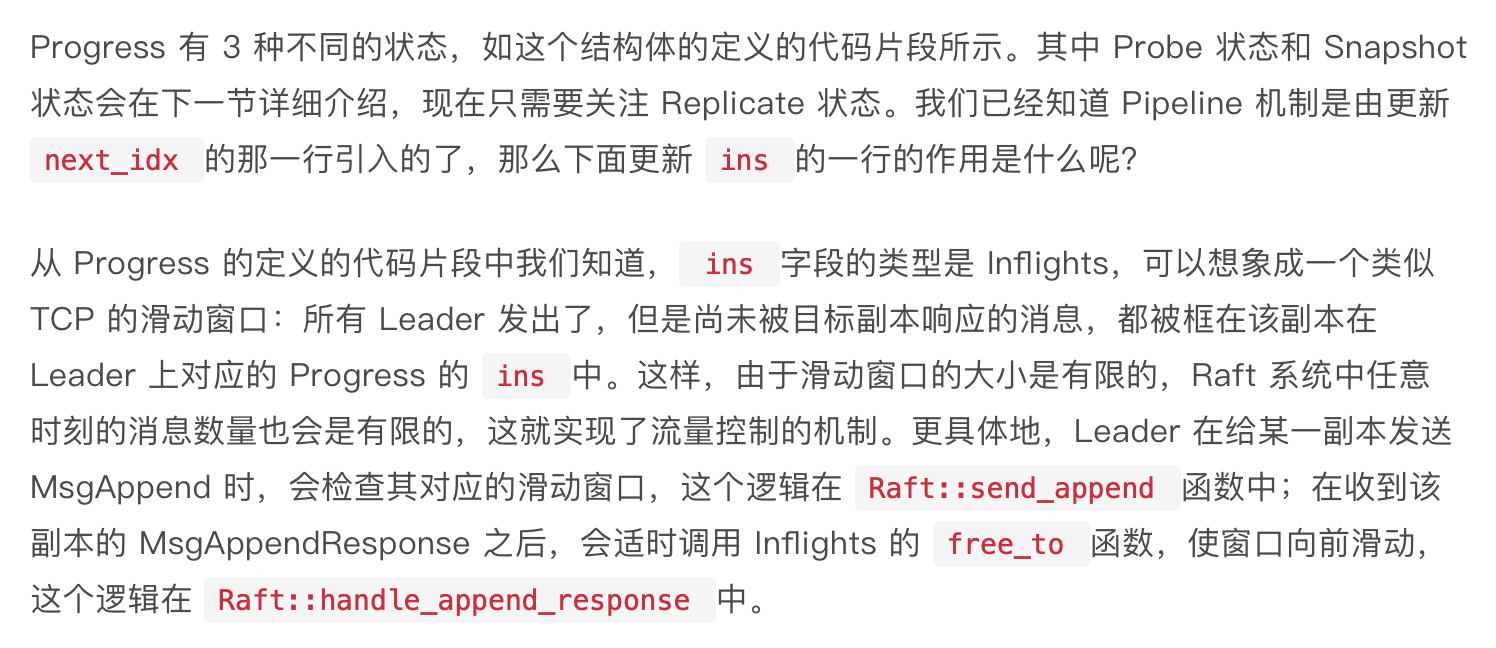 Progress 有 3 种不同的状态，如这个结构体的定义的代码片段所示。其中 Probe 状态和 Snapshot
状态会在下一节详细介绍，现在只需要关注 Replicate 状态。我们已经知道 Pipeline 机制是由更新
next_idx 的那一行引入的了，那么下面更新 ins 的一行的作用是什么呢？
从 Progress 的定义的代码片段中我们知道， ins 字段的类型是 Inflights，可以想象成一个类似
TCP 的滑动窗口：所有 Leader 发出了，但是尚未被目标副本响应的消息，都被框在该副本在
Leader 上对应的 Progress 的 ins 中。这样，由于滑动窗口的大小是有限的，Raft 系统中任意
时刻的消息数量也会是有限的，这就实现了流量控制的机制。更具体地，Leader 在给某一副本发送
MsgAppend 时，会检查其对应的滑动窗口，这个逻辑在 Raft::send_append 函数中；在收到该
副本的 MsgAppendResponse 之后，会适时调用 Inflights 的 free_to 函数，使窗口向前滑动，
这个逻辑在 Raft::handle_append_response 中。